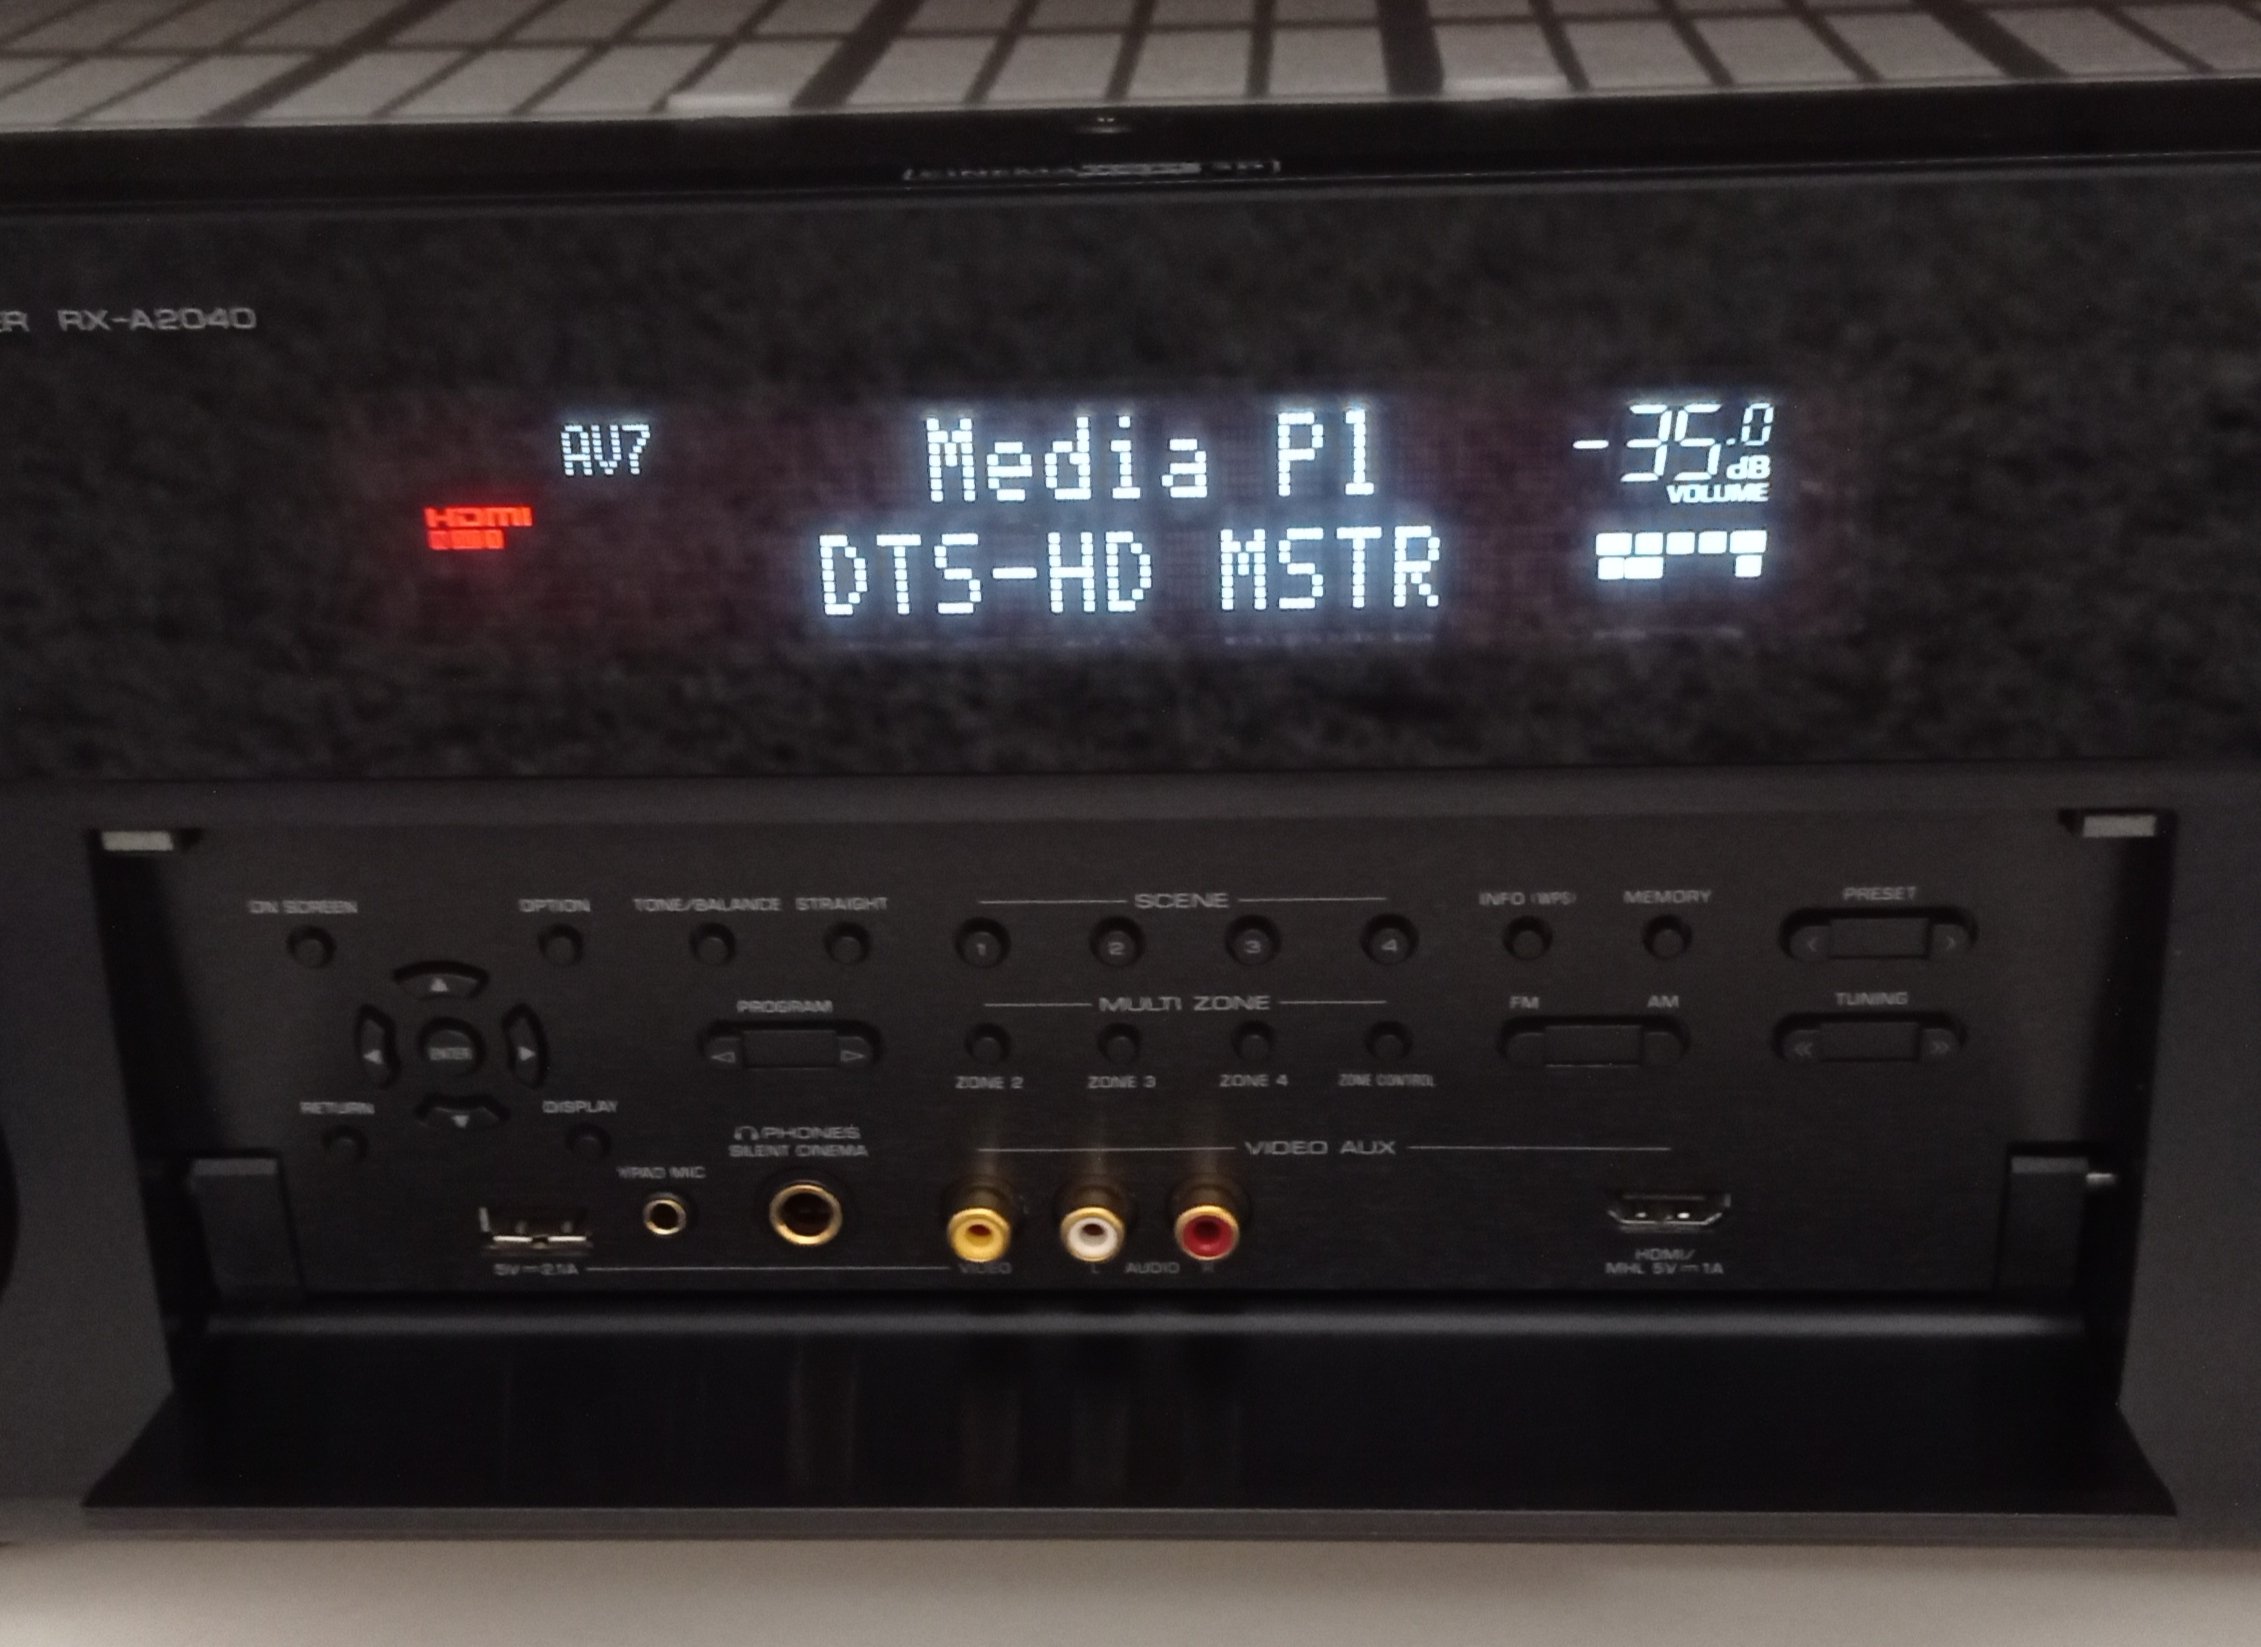 RX-A2040
AV7
Media P1
-35.0
dB
VOLUME
HDMI
DTS-HD MSTR
ON SCREEN
OPTION
TONE/BALANCE
STRAIGHT
SCENE
INFO (WPS)
MEMORY
PRESET
1
2
3
4
PROGRAM
MULTI ZONE
FM
AM
TUNING
ENTER
ZONE 2
ZONE 3
ZONE 4
ZONE CONTROL
RETURN
DISPLAY
PHONES
SILENT CINEMA
VIDEO AUX
YPAO MIC
5V 2.1A
VIDEO
L AUDIO R
HDMI/
MHL 5V 1A